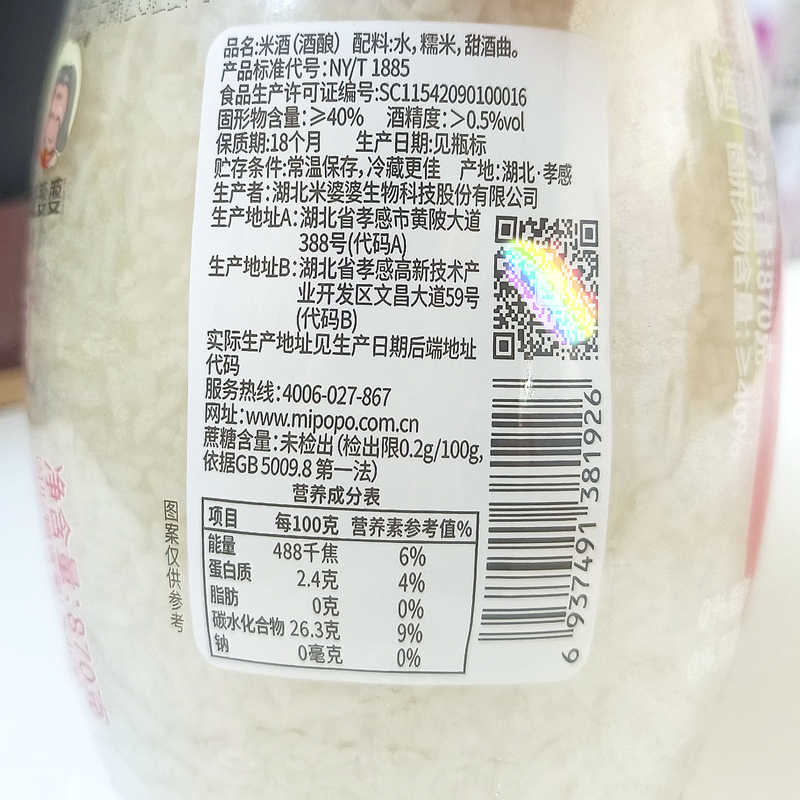 品名:米酒(酒酿) 配料:水,糯米,甜酒曲。
产品标准代号:NY/T 1885
食品生产许可证编号:SC11542090100016
固形物含量:≥40% 酒精度:>0.5%vol
保质期:18个月 生产日期:见瓶标
贮存条件:常温保存,冷藏更佳 产地:湖北·孝感
生产者:湖北米婆婆生物科技股份有限公司
生产地址A:湖北省孝感市黄陂大道
388号(代码A)
生产地址B:湖北省孝感高新技术产
业开发区文昌大道59号
(代码B)
实际生产地址见生产日期后端地址
代码
服务热线:4006-027-867
网址:www.mipopo.com.cn
蔗糖含量:未检出(检出限0.2g/100g,
依据GB 5009.8 第一法)
营养成分表
项目 每100克 营养素参考值%
能量 488千焦 6%
蛋白质 2.4克 4%
脂肪 0克 0%
碳水化合物 26.3克 9%
钠 0毫克 0%
6 937491 381926
图案仅供参考
净含量:870克